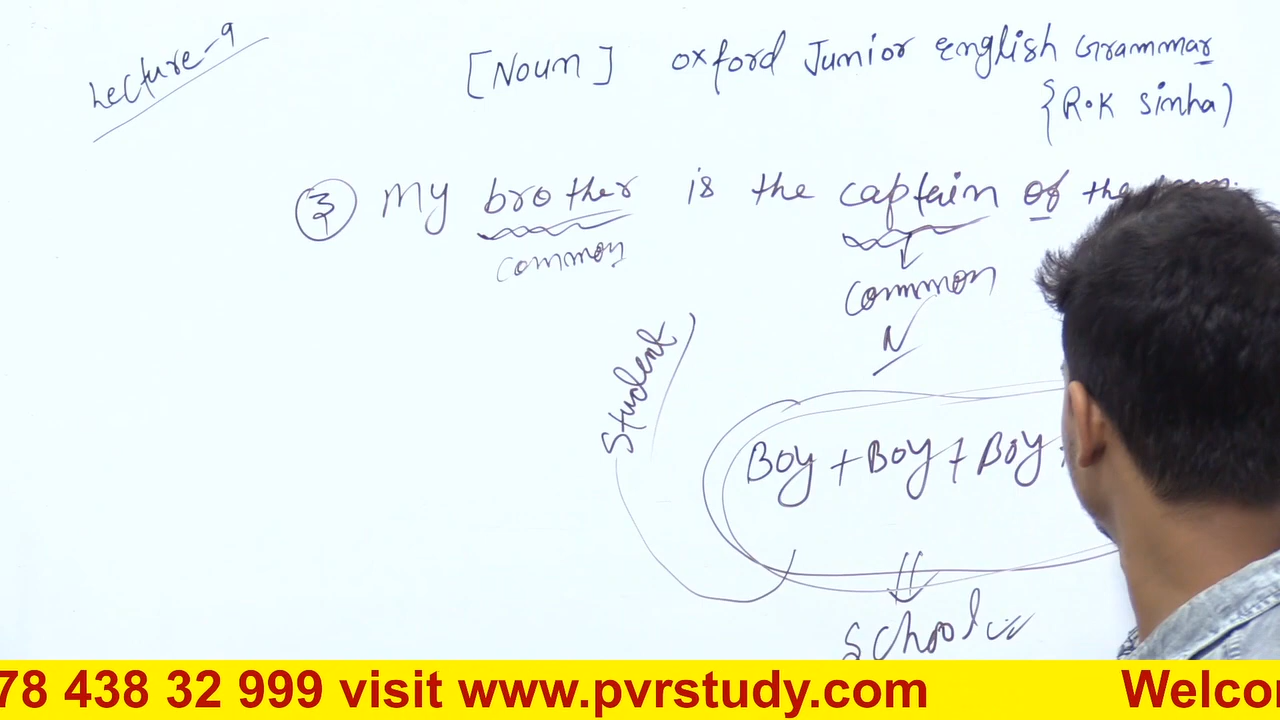 Lecture-9
[Noun] Oxford Junior English Grammar
{R.K Sinha)
③ My brother is the captain of the
common
common
N
Student
Boy + Boy + Boy +
School
78 438 32 999 visit www.pvrstudy.com Welco